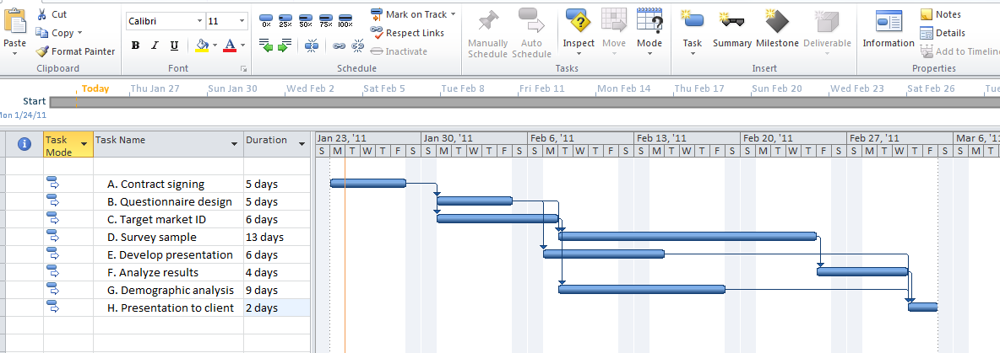 Cut
Copy
Format Painter
Paste
Clipboard
Calibri 11
B I U A
Font
0% 25% 50% 75% 100%
Mark on Track
Respect Links
Inactivate
Schedule
Manually Schedule
Auto Schedule
Inspect
Move
Mode
Tasks
Task
Summary
Milestone
Deliverable
Insert
Information
Notes
Details
Add to Timeline
Properties
Today Thu Jan 27 Sun Jan 30 Wed Feb 2 Sat Feb 5 Tue Feb 8 Fri Feb 11 Mon Feb 14 Thu Feb 17 Sun Feb 20 Wed Feb 23 Sat Feb 26 Tue
Start
Mon 1/24/11
Task Mode Task Name Duration
Jan 23, '11 Jan 30, '11 Feb 6, '11 Feb 13, '11 Feb 20, '11 Feb 27, '11 Mar 6, '1
S M T W T F S S M T W T F S S M T W T F S S M T W T F S S M T W T F S S M T W T F S S M T
A. Contract signing 5 days
B. Questionnaire design 5 days
C. Target market ID 6 days
D. Survey sample 13 days
E. Develop presentation 6 days
F. Analyze results 4 days
G. Demographic analysis 9 days
H. Presentation to client 2 days